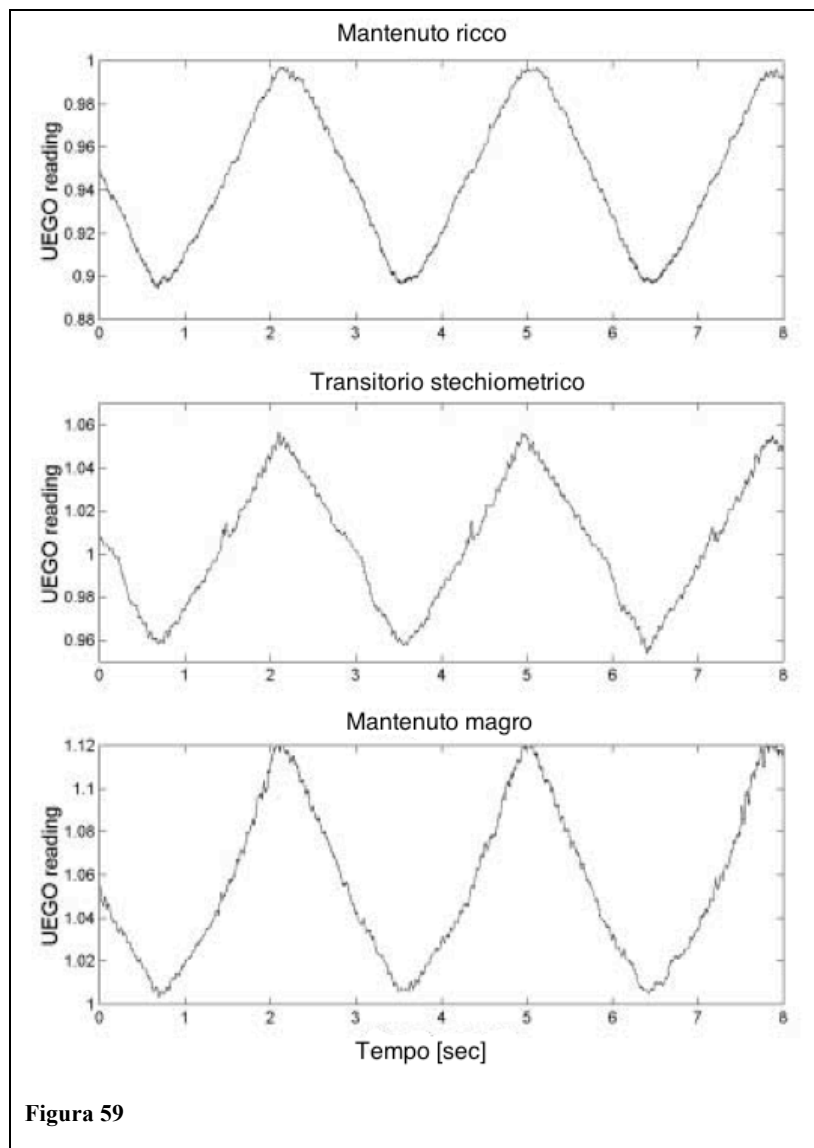 Mantenuto ricco
UEGO reading
1
0.98
0.96
0.94
0.92
0.9
0.88
0 1 2 3 4 5 6 7 8
Transitorio stechiometrico
UEGO reading
1.06
1.04
1.02
1
0.98
0.96
0 1 2 3 4 5 6 7 8
Mantenuto magro
UEGO reading
1.12
1.1
1.08
1.06
1.04
1.02
1
0 1 2 3 4 5 6 7 8
Tempo [sec]
Figura 59